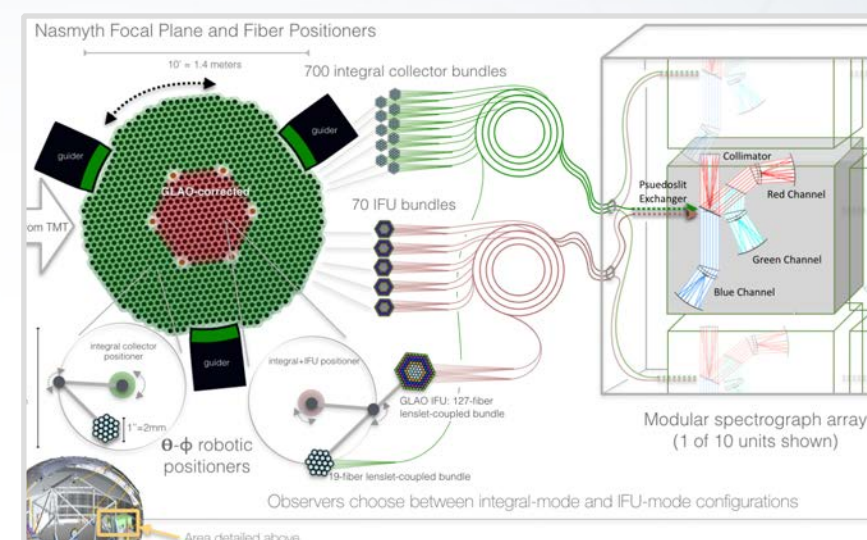 Nasmyth Focal Plane and Fiber Positioners
10' = 1.4 meters
700 integral collector bundles
guider
guider
GLAO-corrected
70 IFU bundles
om TMT
guider
integral collector
positioner
1"=2mm
integral+IFU positioner
θ-ϕ robotic
positioners
GLAO IFU: 127-fiber
lenslet-coupled bundle
19-fiber lenslet-coupled bundle
Collimator
Psuedoslit
Exchanger
Red Channel
Green Channel
Blue Channel
Modular spectrograph array
(1 of 10 units shown)
Observers choose between integral-mode and IFU-mode configurations
Area detailed above